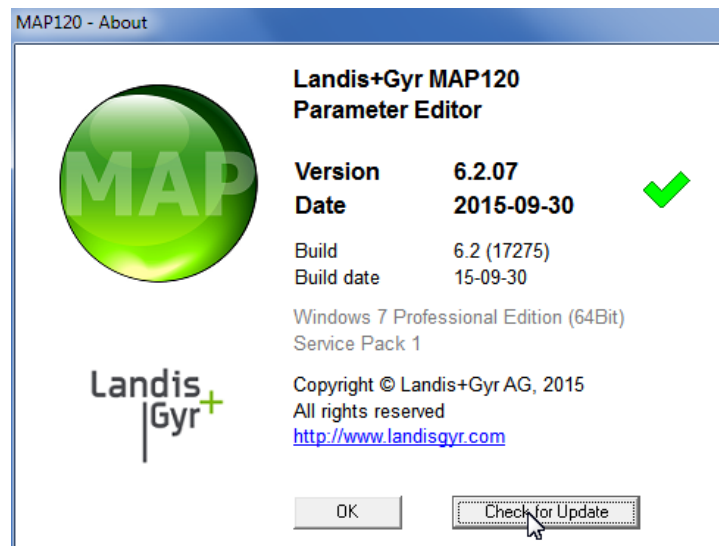 MAP120 - About
Landis+Gyr MAP120
Parameter Editor
MAP
Version 6.2.07
Date 2015-09-30
Build 6.2 (17275)
Build date 15-09-30
Windows 7 Professional Edition (64Bit)
Service Pack 1
Landis+
Gyr
Copyright © Landis+Gyr AG, 2015
All rights reserved
http://www.landisgyr.com
OK Check for Update